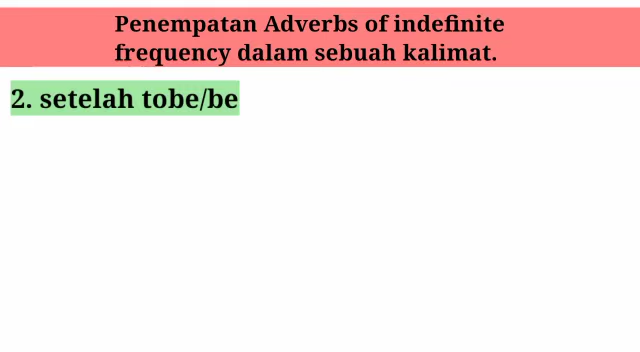 Penempatan Adverbs of indefinite
frequency dalam sebuah kalimat.
2. setelah tobe/be